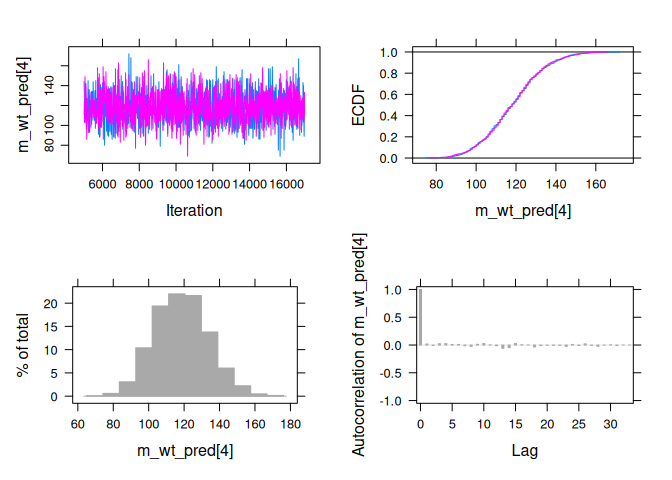 m_wt_pred[4]
140
100
80
6000 8000 10000 12000 14000 16000
Iteration
ECDF
1.0
0.8
0.6
0.4
0.2
0.0
80 100 120 140 160
m_wt_pred[4]
% of total
20
15
10
5
0
60 80 100 120 140 160 180
m_wt_pred[4]
Autocorrelation of m_wt_pred[4]
1.0
0.5
0.0
-0.5
-1.0
0 5 10 15 20 25 30
Lag